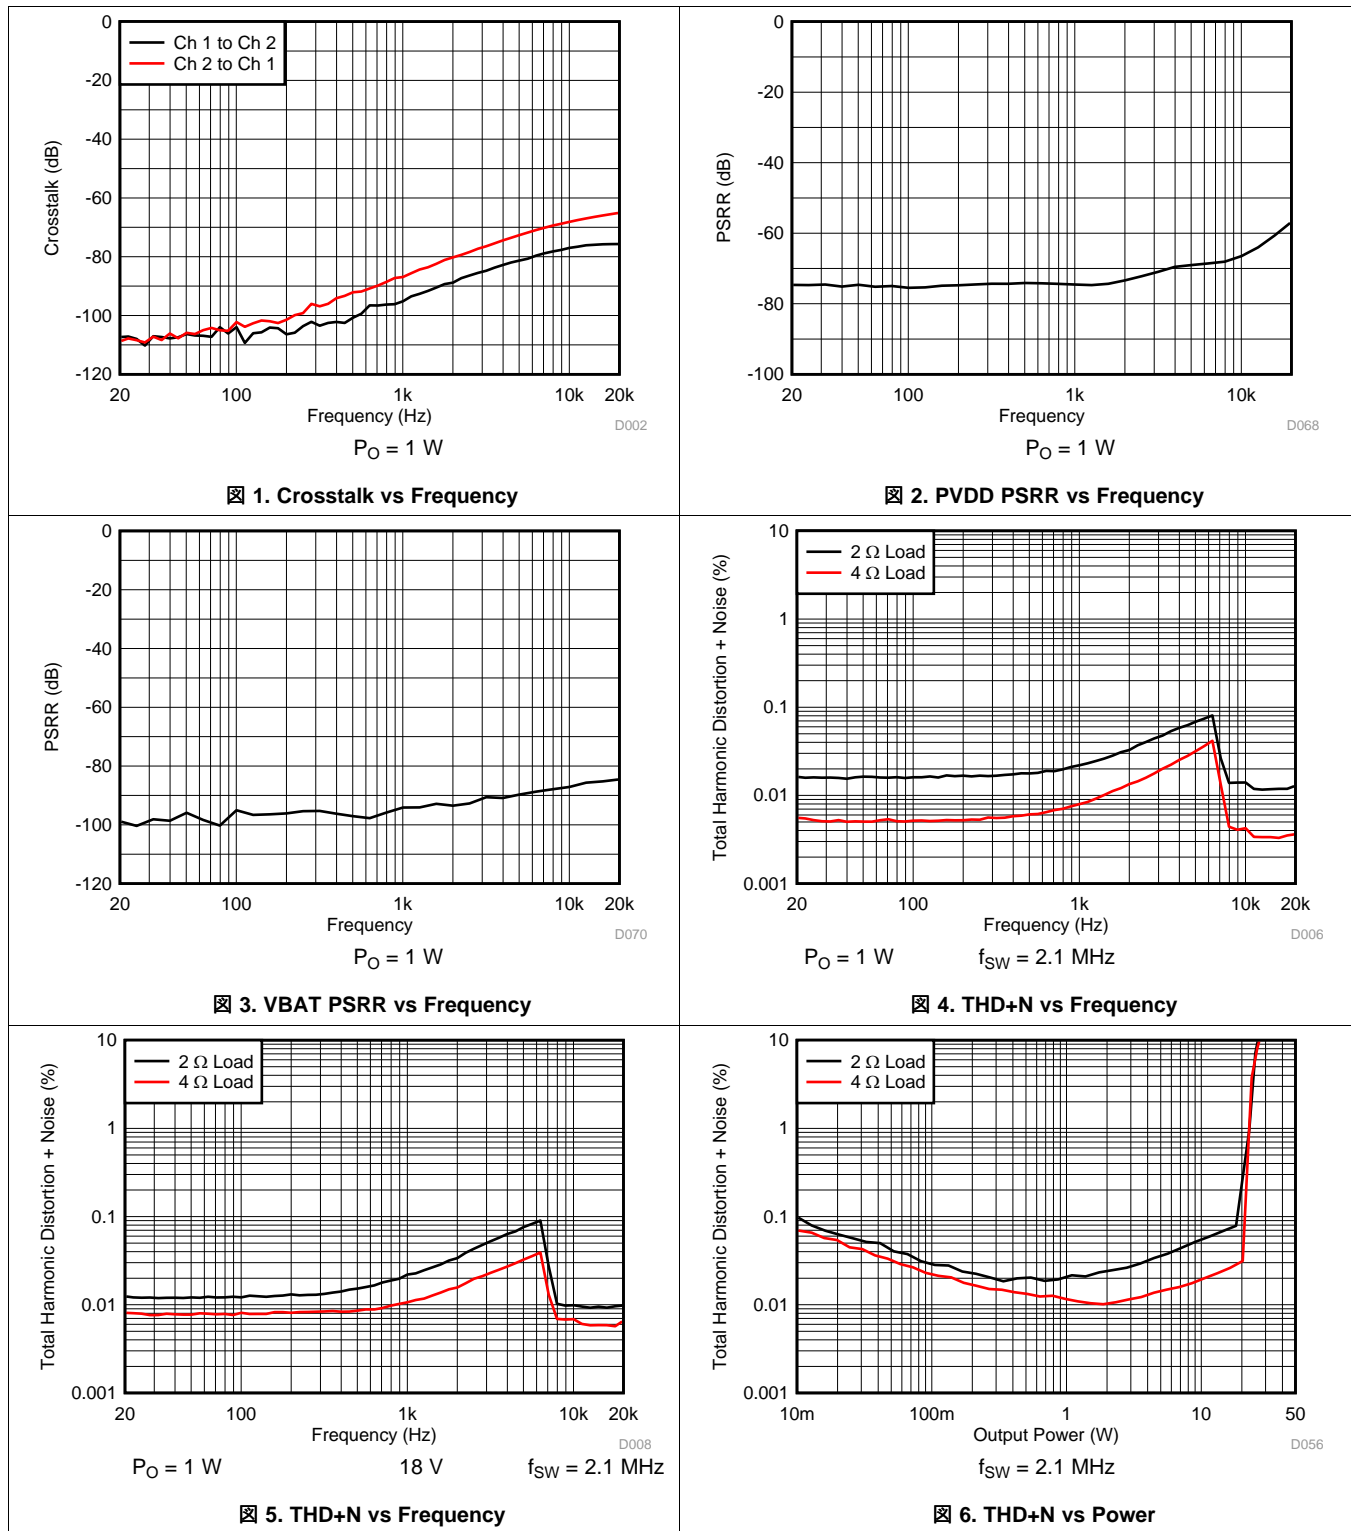 0
-20
-40
-60
-80
-100
-120
Crosstalk (dB)
Ch 1 to Ch 2
Ch 2 to Ch 1
20
100
1k
10k
20k
Frequency (Hz)
D002
P_O = 1 W
図 1. Crosstalk vs Frequency
0
-20
-40
-60
-80
-100
PSRR (dB)
20
100
1k
10k
Frequency
D068
P_O = 1 W
図 2. PVDD PSRR vs Frequency
0
-20
-40
-60
-80
-100
-120
PSRR (dB)
20
100
1k
10k
20k
Frequency
D070
P_O = 1 W
図 3. VBAT PSRR vs Frequency
10
1
0.1
0.01
0.001
Total Harmonic Distortion + Noise (%)
2 Ω Load
4 Ω Load
20
100
1k
10k
20k
Frequency (Hz)
D006
P_O = 1 W f_SW = 2.1 MHz
図 4. THD+N vs Frequency
10
1
0.1
0.01
0.001
Total Harmonic Distortion + Noise (%)
2 Ω Load
4 Ω Load
20
100
1k
10k
20k
Frequency (Hz)
D008
P_O = 1 W 18 V f_SW = 2.1 MHz
図 5. THD+N vs Frequency
10
1
0.1
0.01
0.001
Total Harmonic Distortion + Noise (%)
2 Ω Load
4 Ω Load
10m
100m
1
10
50
Output Power (W)
D056
f_SW = 2.1 MHz
図 6. THD+N vs Power